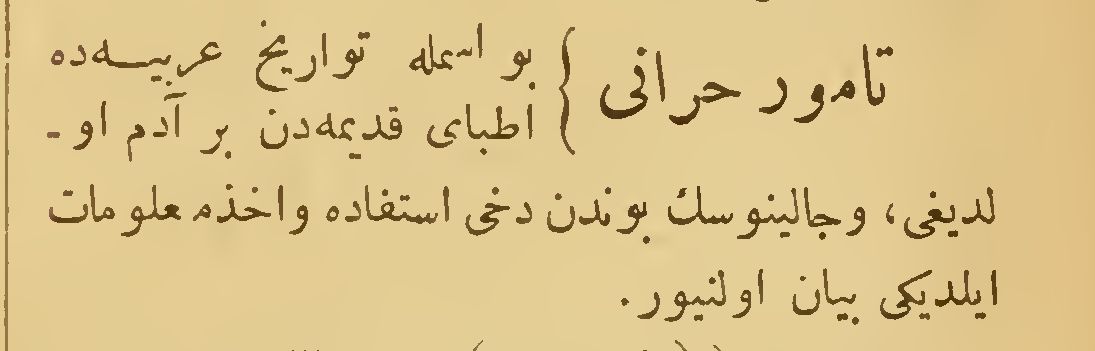 تامور حرانی } بو اسمله تواریخ عربیه‌ده
اطبای قدیمه‌دن بر آدم او-
لدیغی، وجالینوسك بوندن دخی استفاده واخذ معلومات
ایلدیکی بیان اولنیور.